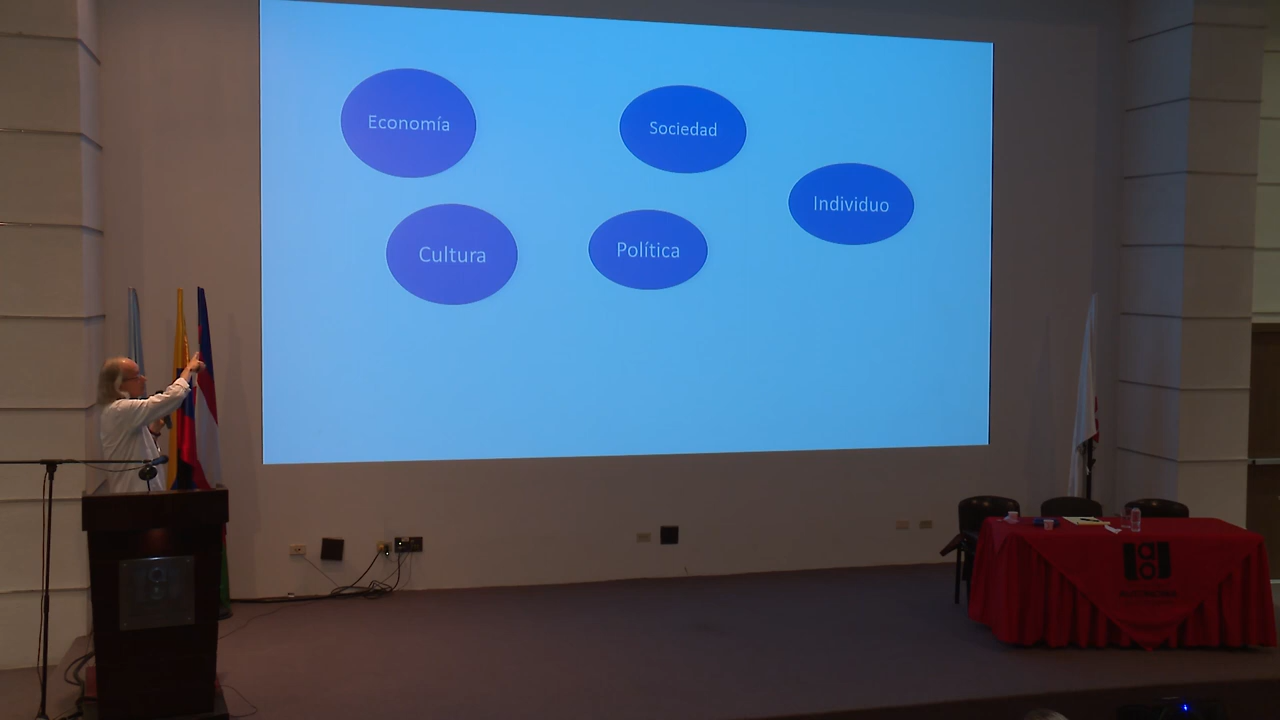 Economía
Sociedad
Individuo
Cultura
Política